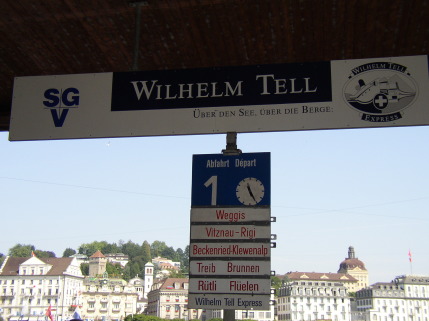 SGV
WILHELM TELL
ÜBER DEN SEE, ÜBER DIE BERGE.
WILHELM TELL
EXPRESS
Abfahrt Départ
1
Weggis
Vitznau-Rigi
Beckenried-Klewenalp
Treib Brunnen
Rütli Flüelen
Wilhelm Tell Express